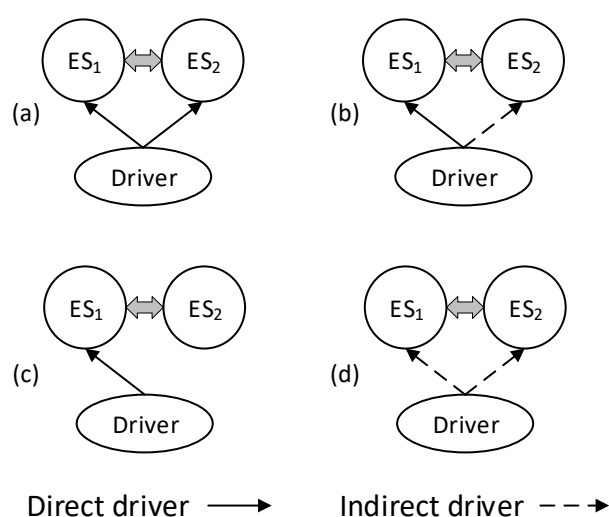 ES₁ ES₂ ES₁ ES₂
(a) (b)
Driver Driver
ES₁ ES₂ ES₁ ES₂
(c) (d)
Driver Driver
Direct driver Indirect driver